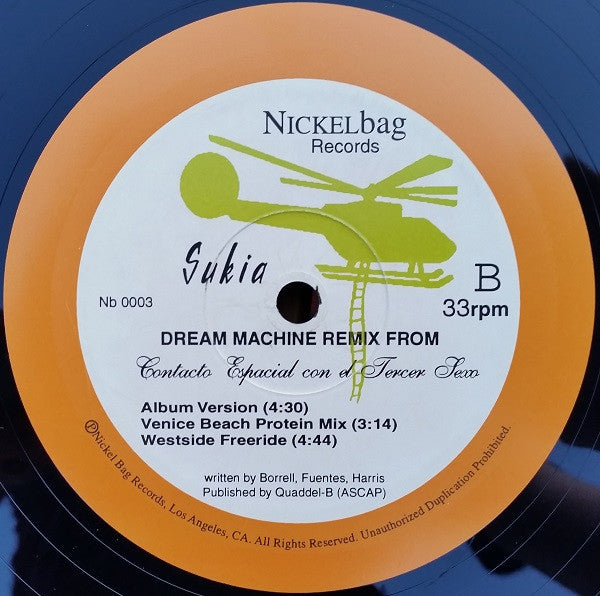 NICKELbag
Records
Sukia
Nb 0003
B
33rpm
DREAM MACHINE REMIX FROM
Contacto Espacial con el Tercer Sexo
Album Version (4:30)
Venice Beach Protein Mix (3:14)
Westside Freeride (4:44)
written by Borrell, Fuentes, Harris
Published by Quaddel-B (ASCAP)
ⓅNickel Bag Records, Los Angeles, CA. All Rights Reserved. Unauthorized Duplication Prohibited.